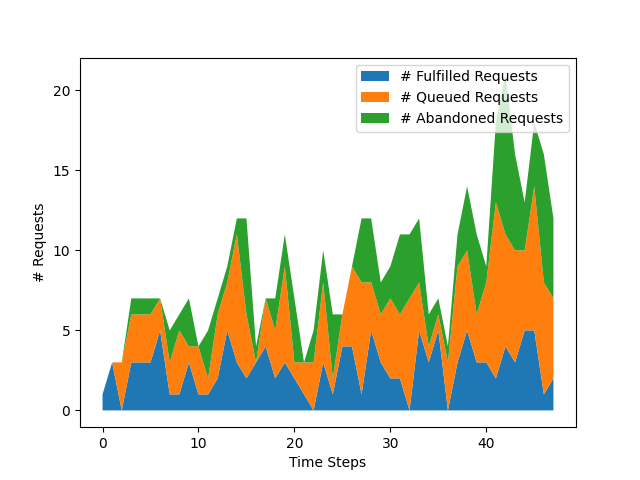 # Fulfilled Requests
# Queued Requests
# Abandoned Requests
20
15
10
5
0
# Requests
0 10 20 30 40
Time Steps